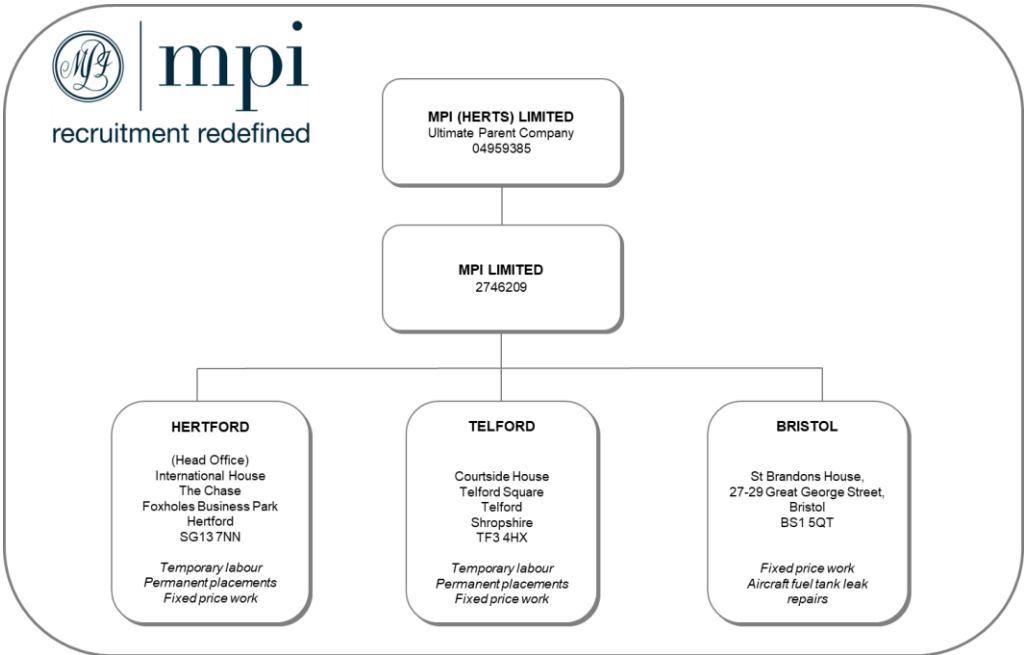 MPI
mpi
recruitment redefined
MPI (HERTS) LIMITED
Ultimate Parent Company
04959385
MPI LIMITED
2746209
HERTFORD
(Head Office)
International House
The Chase
Foxholes Business Park
Hertford
SG13 7NN
Temporary labour
Permanent placements
Fixed price work
TELFORD
Courtside House
Telford Square
Telford
Shropshire
TF3 4HX
Temporary labour
Permanent placements
Fixed price work
BRISTOL
St Brandons House,
27-29 Great George Street,
Bristol
BS1 5QT
Fixed price work
Aircraft fuel tank leak
repairs